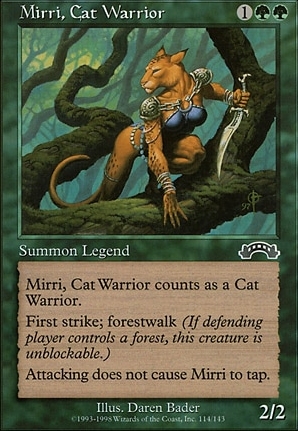 Mirri, Cat Warrior 1
Summon Legend
Mirri, Cat Warrior counts as a Cat
Warrior.
First strike; forestwalk (If defending
player controls a forest, this creature is
unblockable.)
Attacking does not cause Mirri to tap.
Illus. Daren Bader
©1993-1998 Wizards of the Coast, Inc. 114/143
2/2